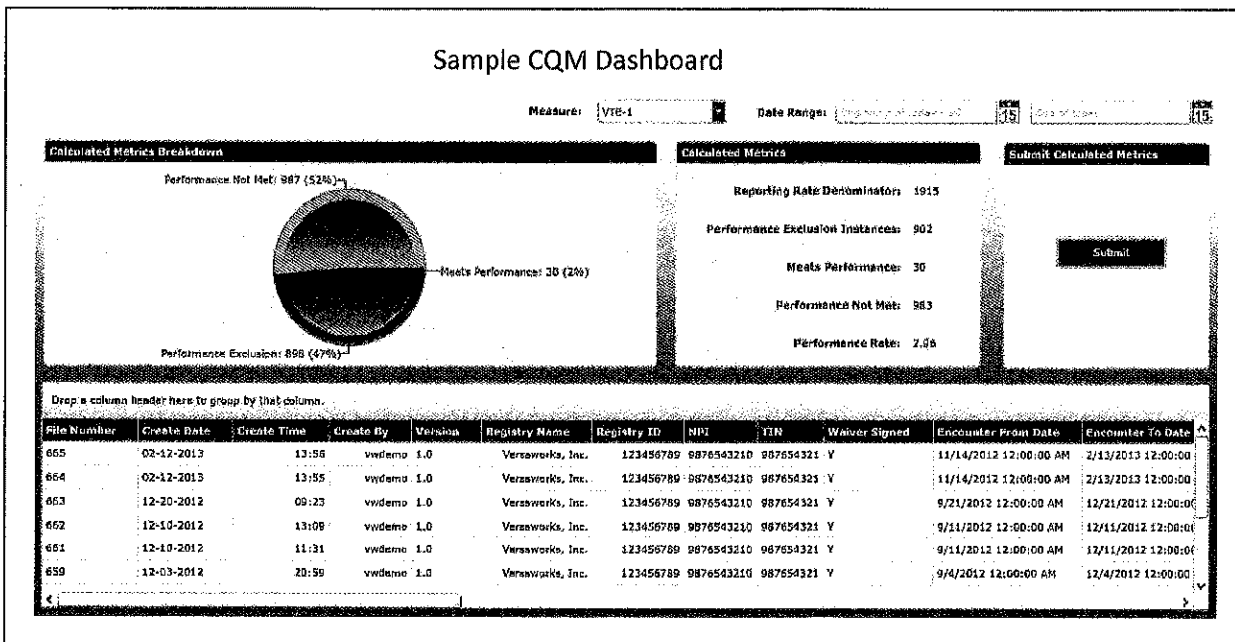 Sample CQM Dashboard
Measure: VTE-1 Date Range: 15 15
Calculated Metrics Breakdown
Performance Not Met: 987 (52%)
Meets Performance: 30 (2%)
Performance Exclusion: 898 (47%)
Calculated Metrics
Reporting Rate Denominator: 1915
Performance Exclusion Instances: 902
Meets Performance: 30
Performance Not Met: 983
Performance Rate: 2.96
Submit Calculated Metrics
Submit
Drop a column header here to group by that column.
File Number Create Date Create Time Create By Version Registry Name Registry ID NPI TIN Waiver Signed Encounter From Date Encounter To Date
665 02-12-2013 13:56 vwdemo 1.0 Versaworks, Inc. 123456789 9876543210 987654321 Y 11/14/2012 12:00:00 AM 2/13/2013 12:00:00
664 02-12-2013 13:55 vwdemo 1.0 Versaworks, Inc. 123456789 9876543210 987654321 Y 11/14/2012 12:00:00 AM 2/13/2013 12:00:00
663 12-20-2012 09:23 vwdemo 1.0 Versaworks, Inc. 123456789 9876543210 987654321 Y 9/21/2012 12:00:00 AM 12/21/2012 12:00:0
662 12-10-2012 13:09 vwdemo 1.0 Versaworks, Inc. 123456789 9876543210 987654321 Y 9/11/2012 12:00:00 AM 12/11/2012 12:00:0
661 12-10-2012 11:31 vwdemo 1.0 Versaworks, Inc. 123456789 9876543210 987654321 Y 9/11/2012 12:00:00 AM 12/11/2012 12:00:0
659 12-03-2012 20:59 vwdemo 1.0 Versaworks, Inc. 123456789 9876543210 987654321 Y 9/4/2012 12:00:00 AM 12/4/2012 12:00:00